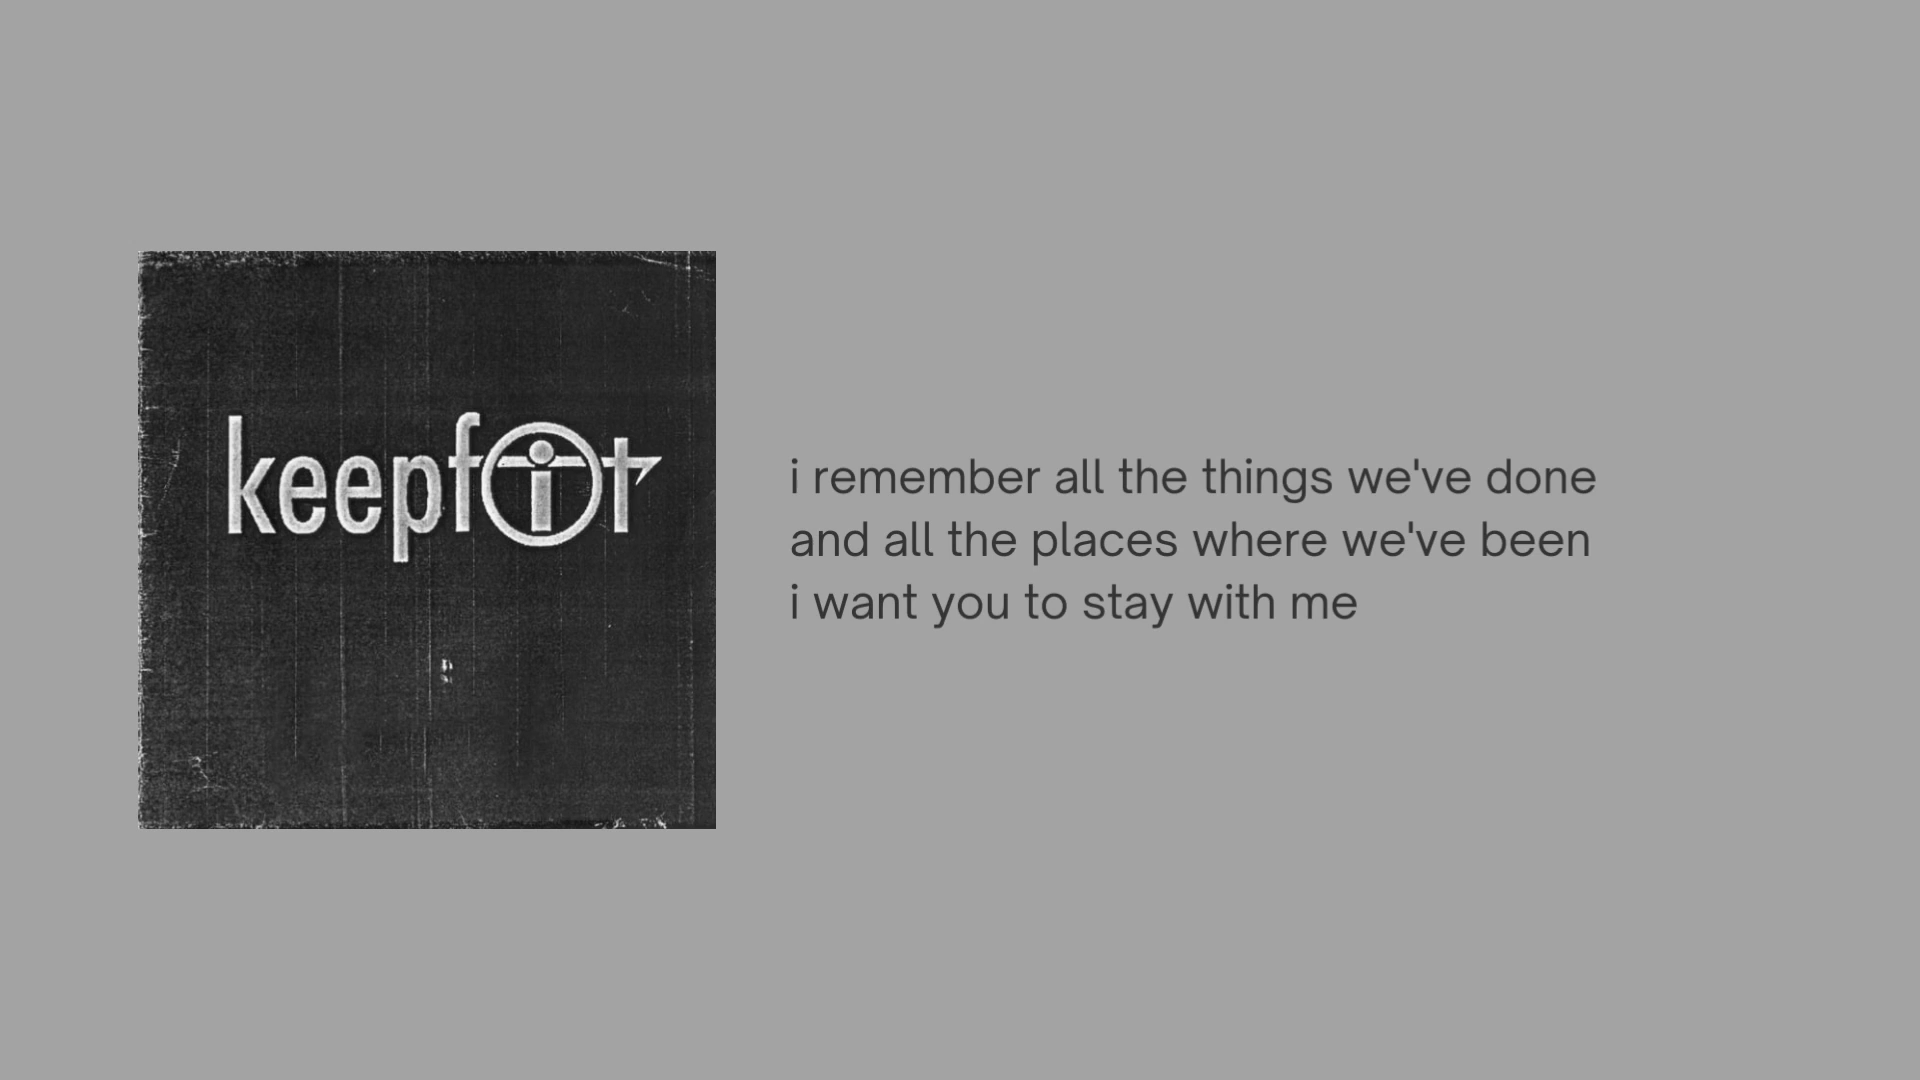 keepfit
i remember all the things we've done
and all the places where we've been
i want you to stay with me